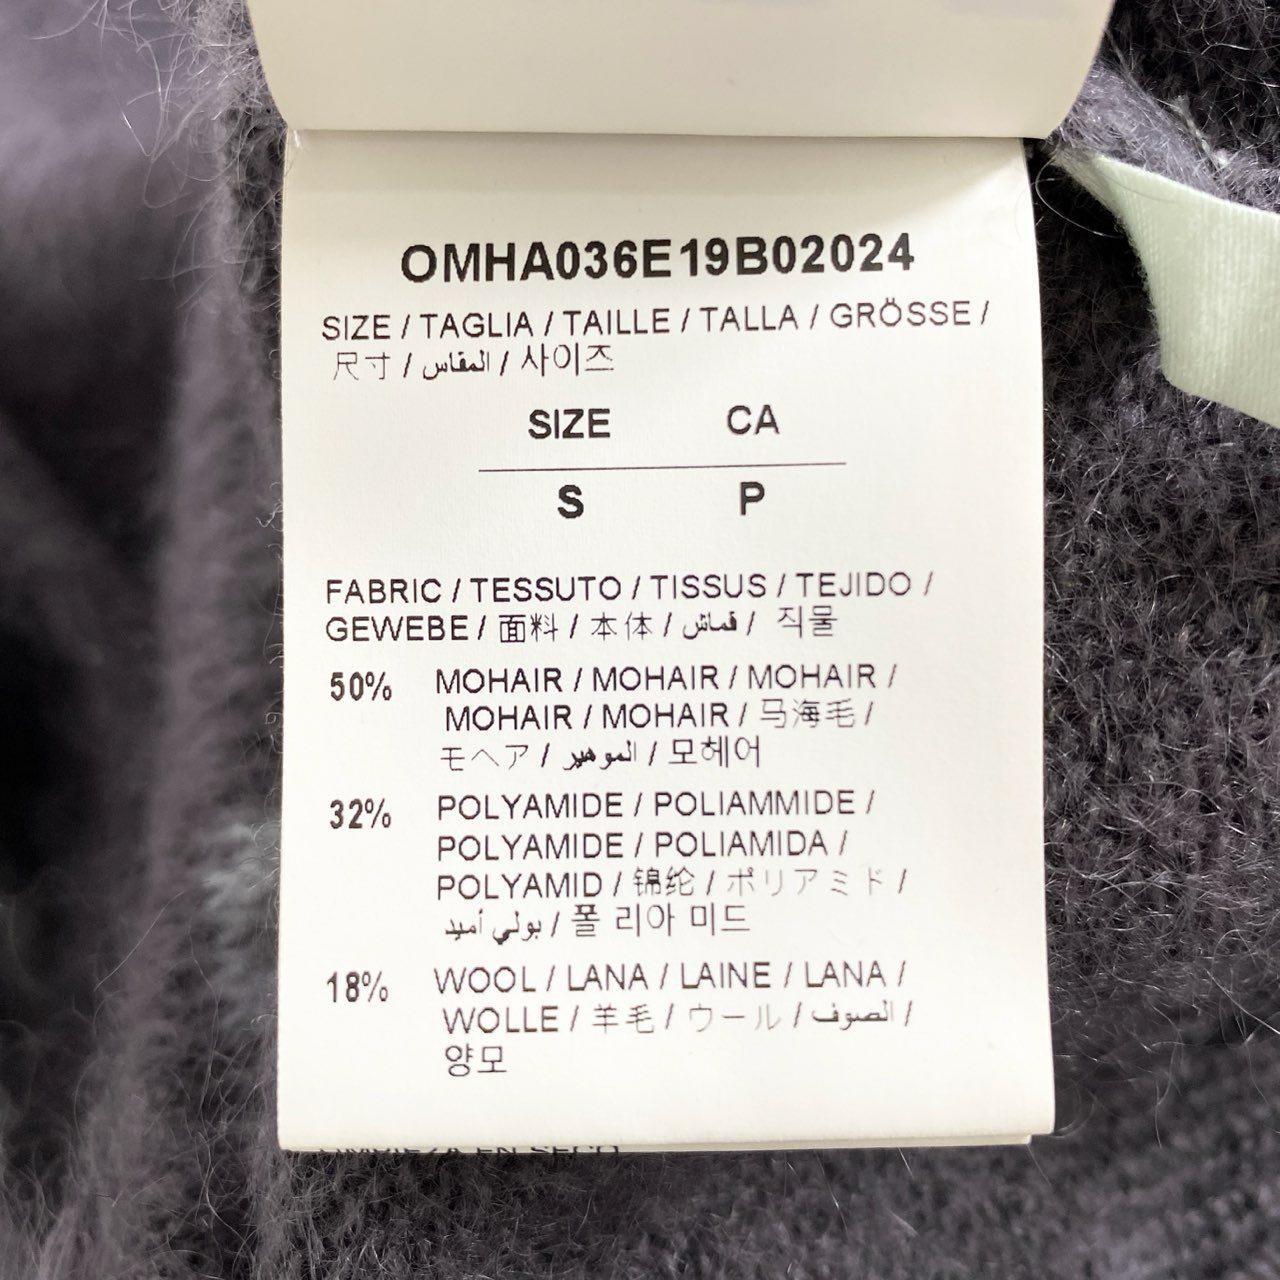 OMHA036E19B02024
SIZE / TAGLIA / TAILLE / TALLA / GRÖSSE /
尺寸 / المقاس / 사이즈
SIZE CA
S P
FABRIC / TESSUTO / TISSUS / TEJIDO /
GEWEBE / 面料 / 本体 / قماش / 직물
50% MOHAIR / MOHAIR / MOHAIR /
MOHAIR / MOHAIR / 马海毛 /
モヘア / الموهير / 모헤어
32% POLYAMIDE / POLIAMMIDE /
POLYAMIDE / POLIAMIDA /
POLYAMID / 锦纶 / ポリアミド /
بولي أميد / 폴 리아 미드
18% WOOL / LANA / LAINE / LANA /
WOLLE / 羊毛 / ウール / الصوف /
양모